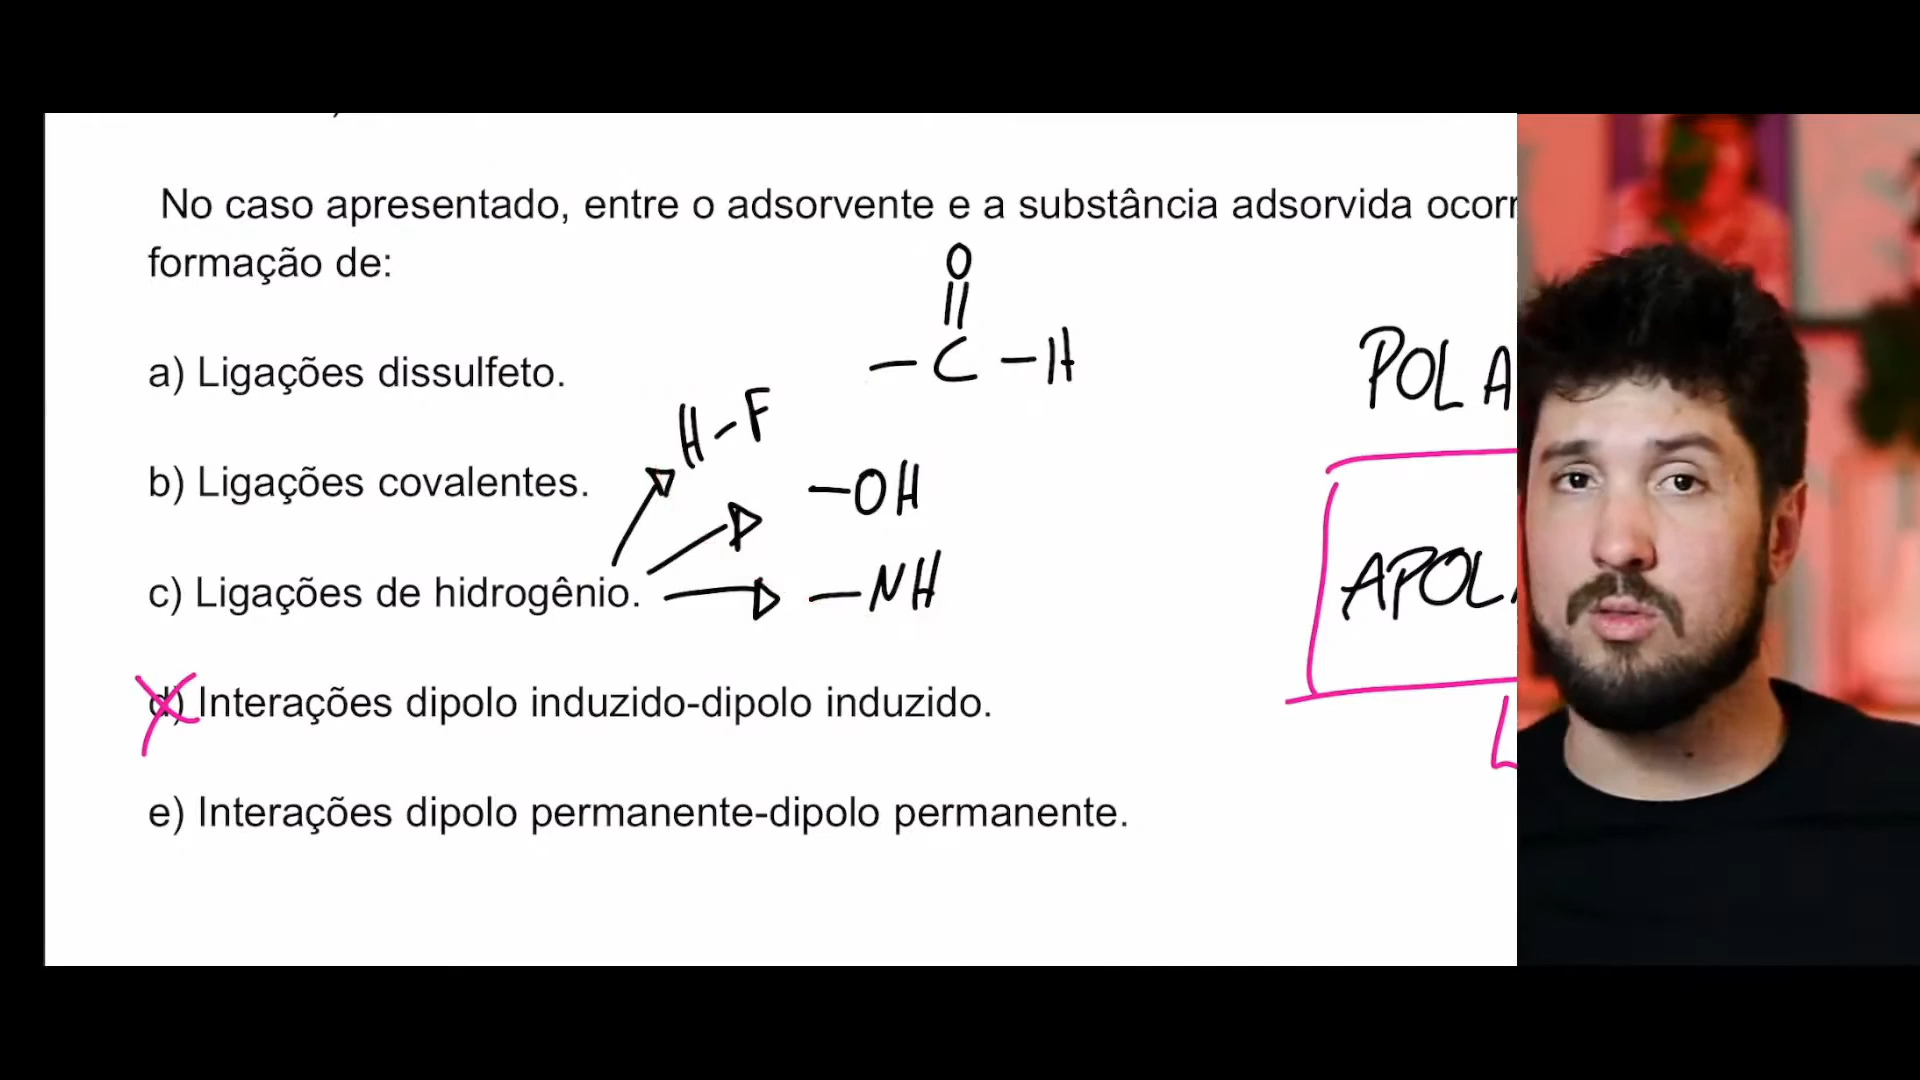 No caso apresentado, entre o adsorvente e a substância adsorvida ocorr
formação de:
O
||
– C – H
a) Ligações dissulfeto.
POLA
H–F
b) Ligações covalentes.
–OH
c) Ligações de hidrogênio.
–NH
APOL
d) Interações dipolo induzido-dipolo induzido.
e) Interações dipolo permanente-dipolo permanente.